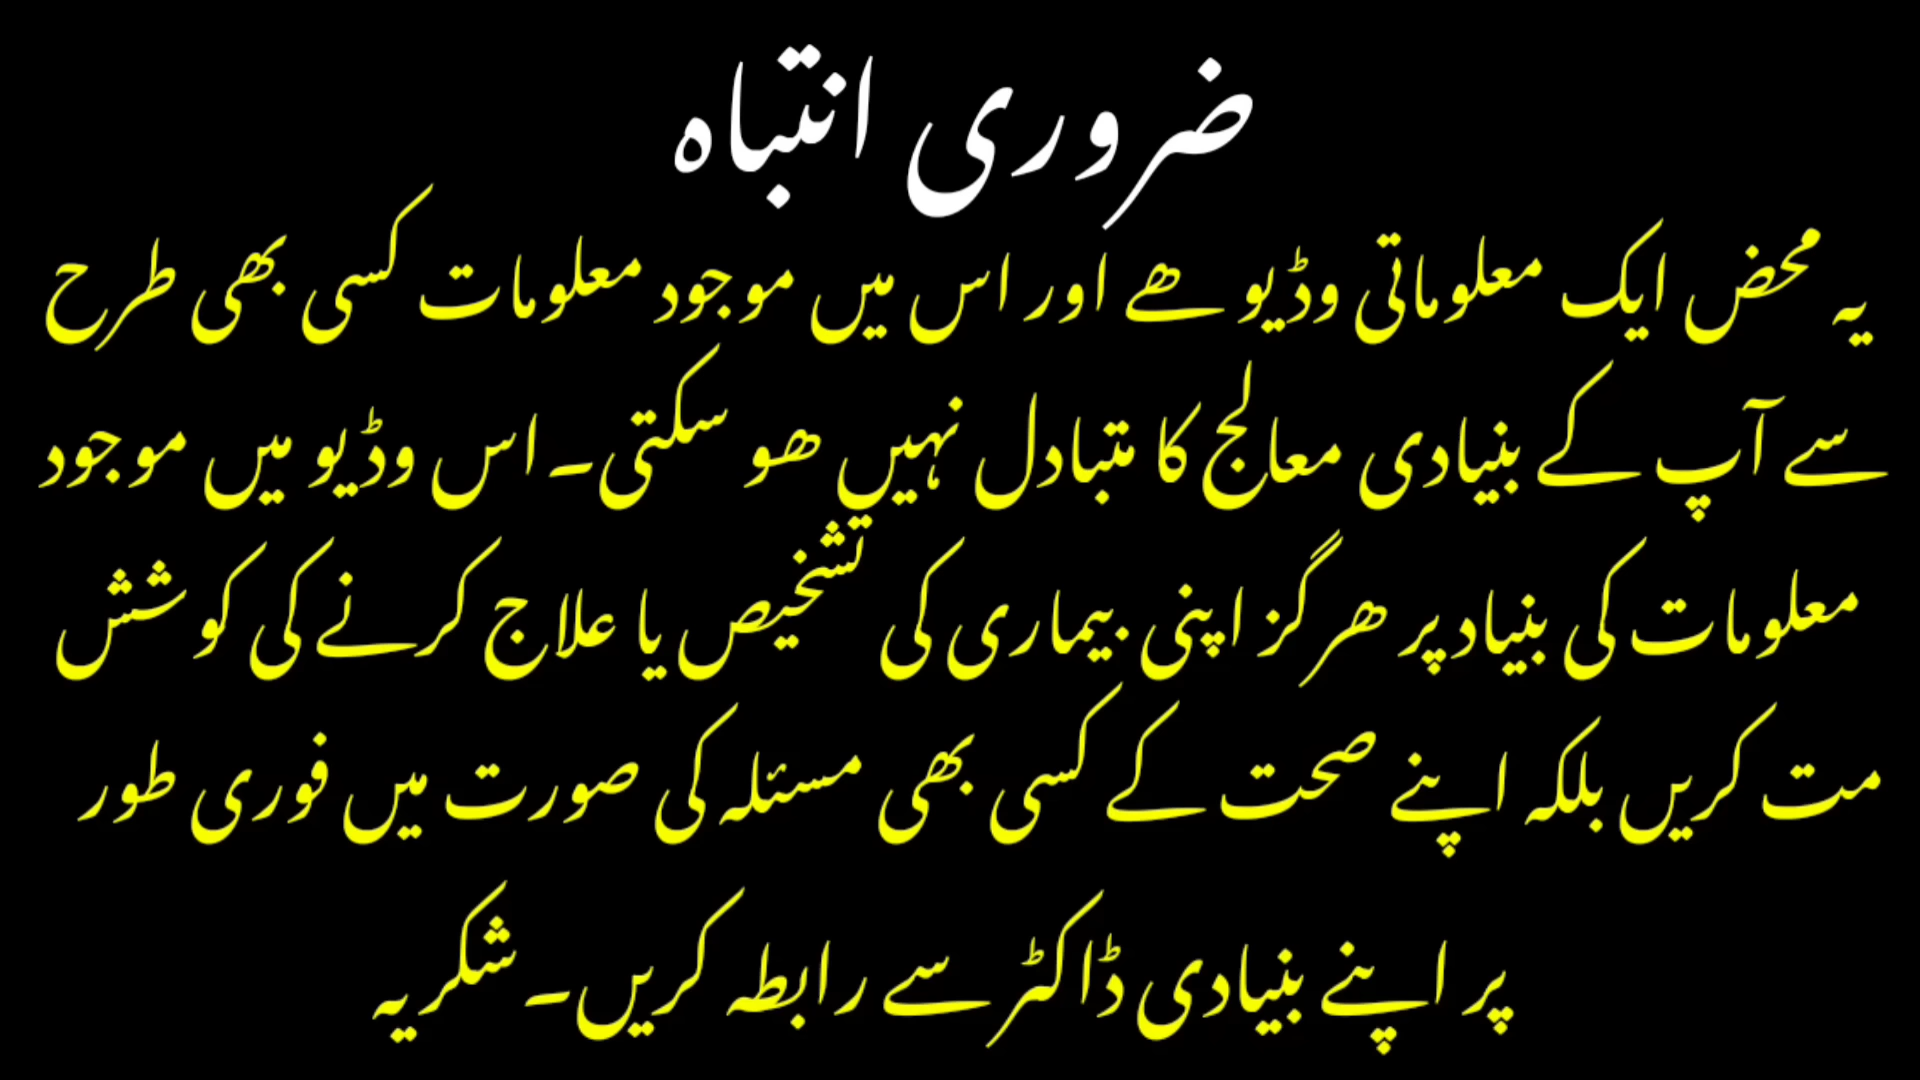 ضروری انتباہ
یہ محض ایک معلوماتی وڈیو ھے اور اس میں موجود معلومات کسی بھی طرح
سے آپ کے بنیادی معالج کا متبادل نہیں ھو سکتی۔ اس وڈیو میں موجود
معلومات کی بنیاد پر ھرگز اپنی بیماری کی تشخیص یا علاج کرنے کی کوشش
مت کریں بلکہ اپنے صحت کے کسی بھی مسئلہ کی صورت میں فوری طور
پر اپنے بنیادی ڈاکٹر سے رابطہ کریں۔ شکریہ